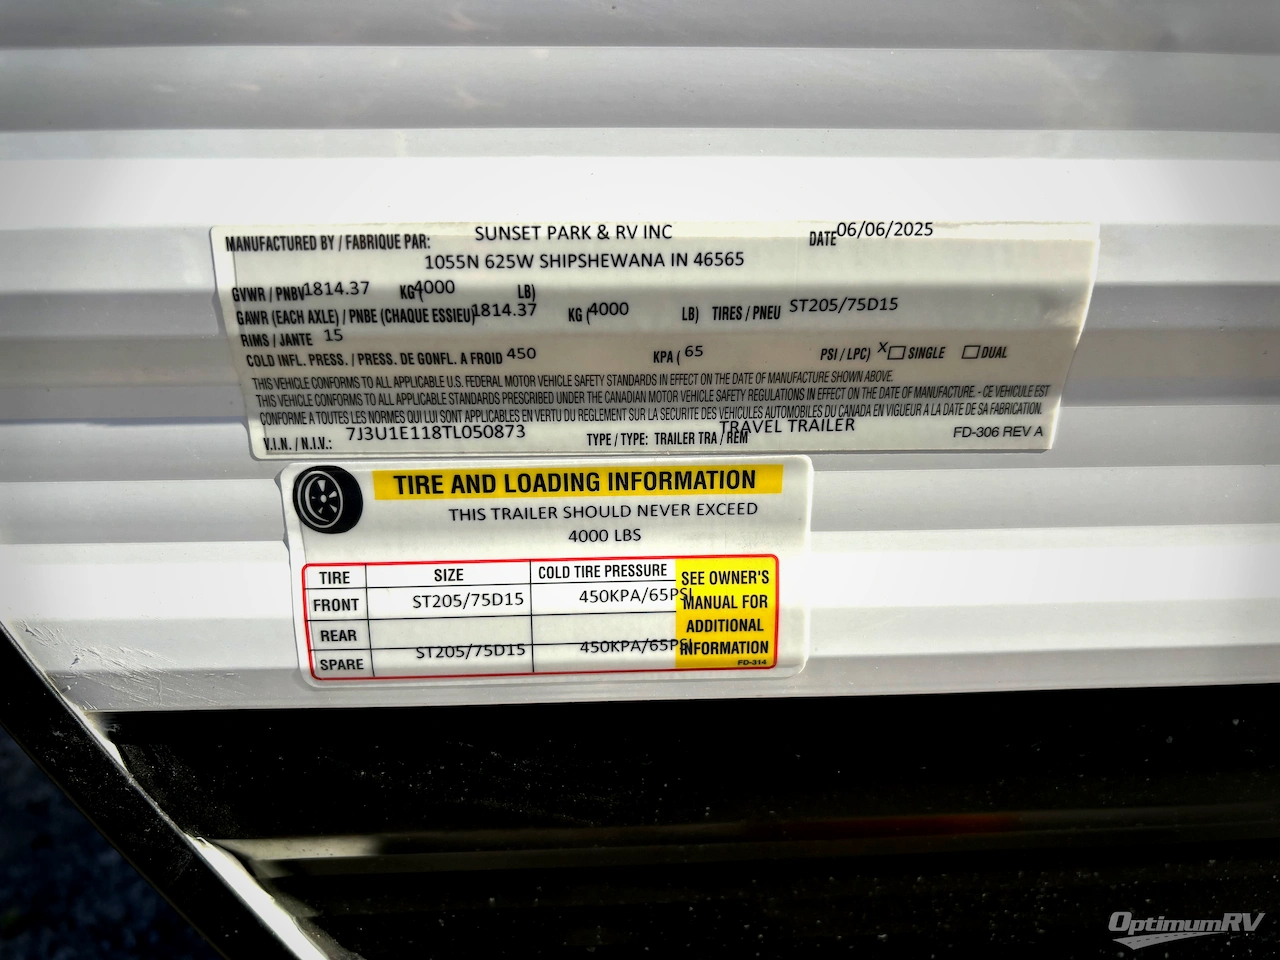 MANUFACTURED BY / FABRIQUE PAR: SUNSET PARK & RV INC DATE 06/06/2025
1055N 625W SHIPSHEWANA IN 46565
GVWR / PNBV 1814.37 KG( 4000 LB)
GAWR (EACH AXLE) / PNBE (CHAQUE ESSIEU) 1814.37 KG ( 4000 LB) TIRES / PNEU ST205/75D15
RIMS / JANTE 15
COLD INFL. PRESS. / PRESS. DE GONFL. A FROID 450 KPA ( 65 PSI / LPC) X SINGLE DUAL
THIS VEHICLE CONFORMS TO ALL APPLICABLE U.S. FEDERAL MOTOR VEHICLE SAFETY STANDARDS IN EFFECT ON THE DATE OF MANUFACTURE SHOWN ABOVE.
THIS VEHICLE CONFORMS TO ALL APPLICABLE STANDARDS PRESCRIBED UNDER THE CANADIAN MOTOR VEHICLE SAFETY REGULATIONS IN EFFECT ON THE DATE OF MANUFACTURE. - CE VEHICULE EST
CONFORME A TOUTES LES NORMES QUI LUI SONT APPLICABLES EN VERTU DU REGLEMENT SUR LA SECURITE DES VEHICULES AUTOMOBILES DU CANADA EN VIGUEUR A LA DATE DE SA FABRICATION.
V.I.N. / N.I.V.: 7J3U1E118TL050873 TYPE / TYPE: TRAILER TRA / REM TRAVEL TRAILER FD-306 REV A
TIRE AND LOADING INFORMATION
THIS TRAILER SHOULD NEVER EXCEED
4000 LBS
TIRE SIZE COLD TIRE PRESSURE
FRONT ST205/75D15 450KPA/65PSI
REAR
SPARE ST205/75D15 450KPA/65PSI
SEE OWNER'S
MANUAL FOR
ADDITIONAL
INFORMATION
FD-314
OptimumRV